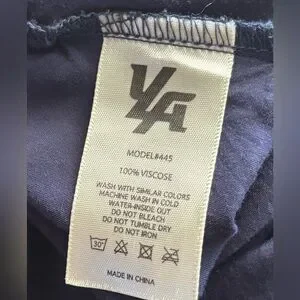 YA
MODEL#445
100% VISCOSE
WASH WITH SIMILAR COLORS
MACHINE WASH IN COLD
WATER-INSIDE OUT
DO NOT BLEACH
DO NOT TUMBLE DRY
DO NOT IRON
30°
MADE IN CHINA